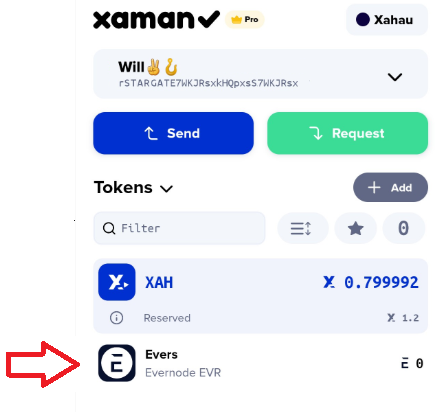 xaman Pro Xahau
Will✌️🪝
rSTARGATE7WKJRsxkHQpxsS7WKJRsx
Send Request
Tokens + Add
Filter 0
XAH X 0.799992
Reserved X 1.2
Evers
Evernode EVR E 0